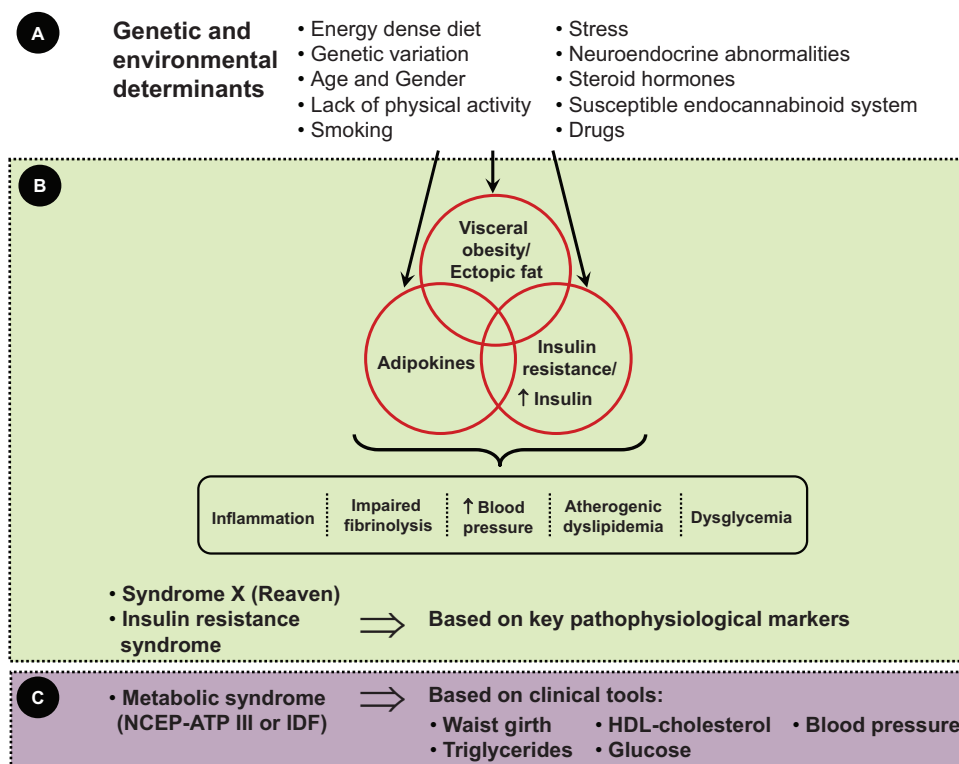 A
Genetic and
environmental
determinants
• Energy dense diet
• Genetic variation
• Age and Gender
• Lack of physical activity
• Smoking
• Stress
• Neuroendocrine abnormalities
• Steroid hormones
• Susceptible endocannabinoid system
• Drugs
B
Visceral
obesity/
Ectopic fat
Adipokines
Insulin
resistance/
↑ Insulin
Inflammation
Impaired
fibrinolysis
↑ Blood
pressure
Atherogenic
dyslipidemia
Dysglycemia
• Syndrome X (Reaven)
• Insulin resistance
syndrome
⇒
Based on key pathophysiological markers
C
• Metabolic syndrome
(NCEP-ATP III or IDF)
⇒
Based on clinical tools:
• Waist girth
• HDL-cholesterol
• Blood pressure
• Triglycerides
• Glucose